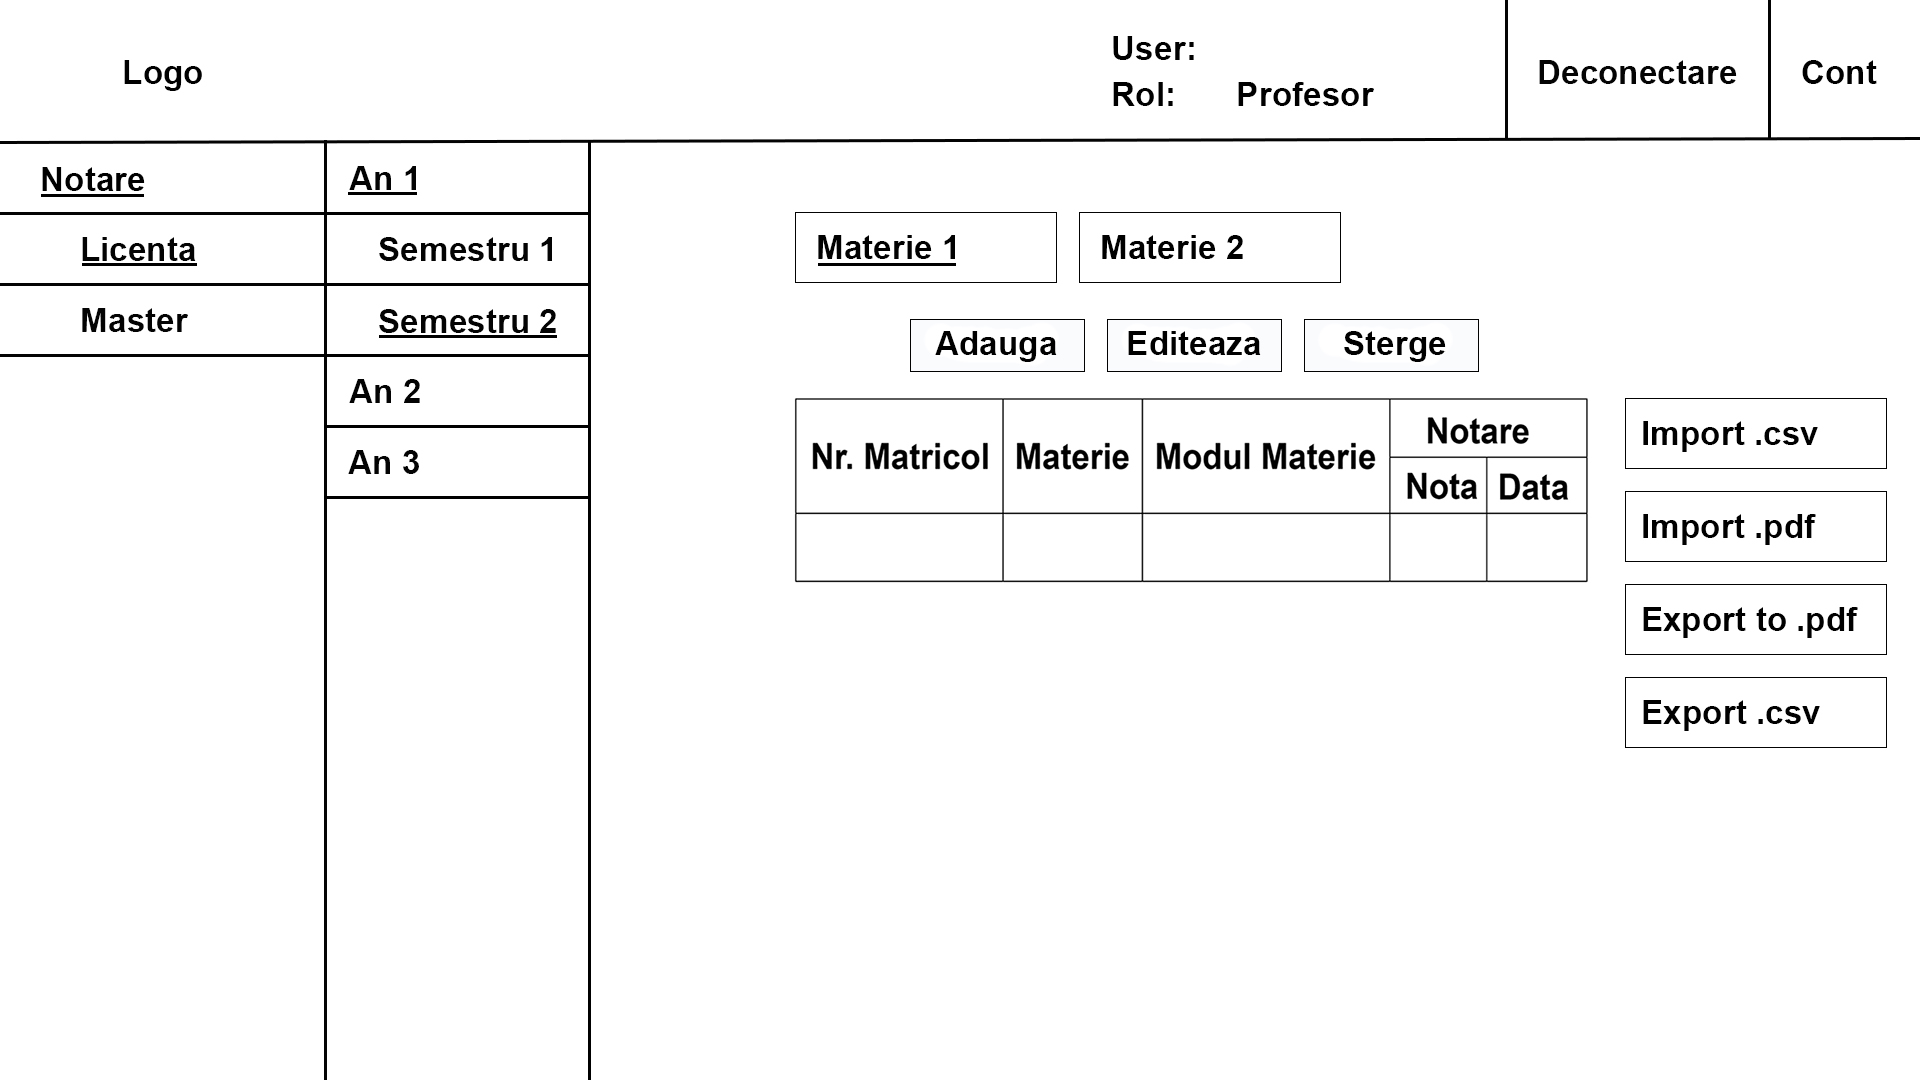 Logo
User:
Rol: Profesor
Deconectare
Cont
Notare
Licenta
Master
An 1
Semestru 1
Semestru 2
An 2
An 3
Materie 1
Materie 2
Adauga
Editeaza
Sterge
Nr. Matricol
Materie
Modul Materie
Notare
Nota
Data
Import .csv
Import .pdf
Export to .pdf
Export .csv